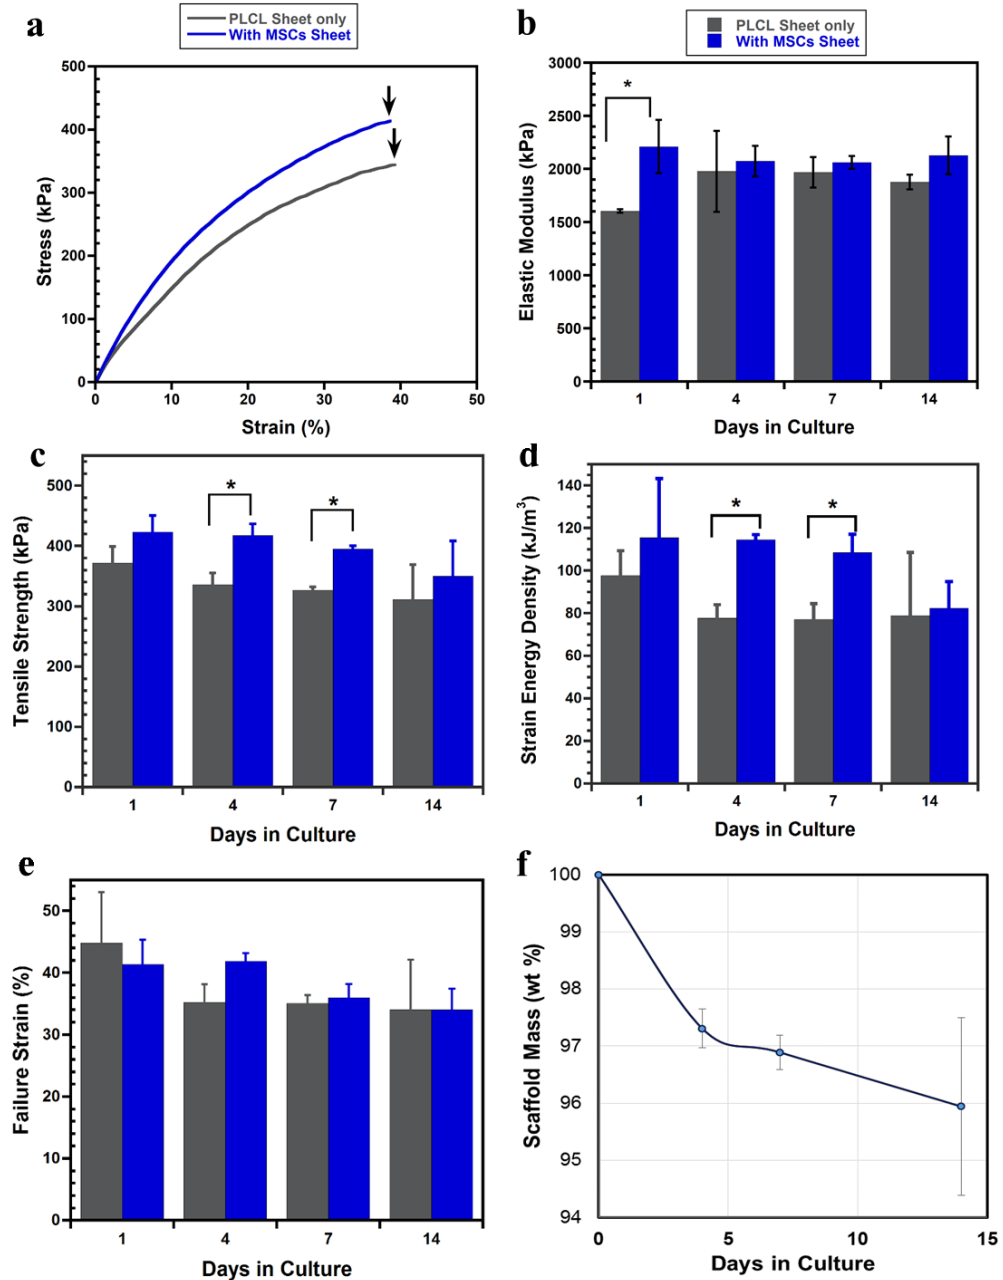 a
PLCL Sheet only
With MSCs Sheet
500
400
300
200
100
0
Stress (kPa)
0 10 20 30 40 50
Strain (%)
b
PLCL Sheet only
With MSCs Sheet
3000
2500
2000
1500
1000
500
0
Elastic Modulus (kPa)
*
1 4 7 14
Days in Culture
c
500
400
300
200
100
0
Tensile Strength (kPa)
* *
1 4 7 14
Days in Culture
d
140
120
100
80
60
40
20
0
Strain Energy Density (kJ/m³)
* *
1 4 7 14
Days in Culture
e
50
40
30
20
10
0
Failure Strain (%)
1 4 7 14
Days in Culture
f
100
99
98
97
96
95
94
Scaffold Mass (wt %)
0 5 10 15
Days in Culture